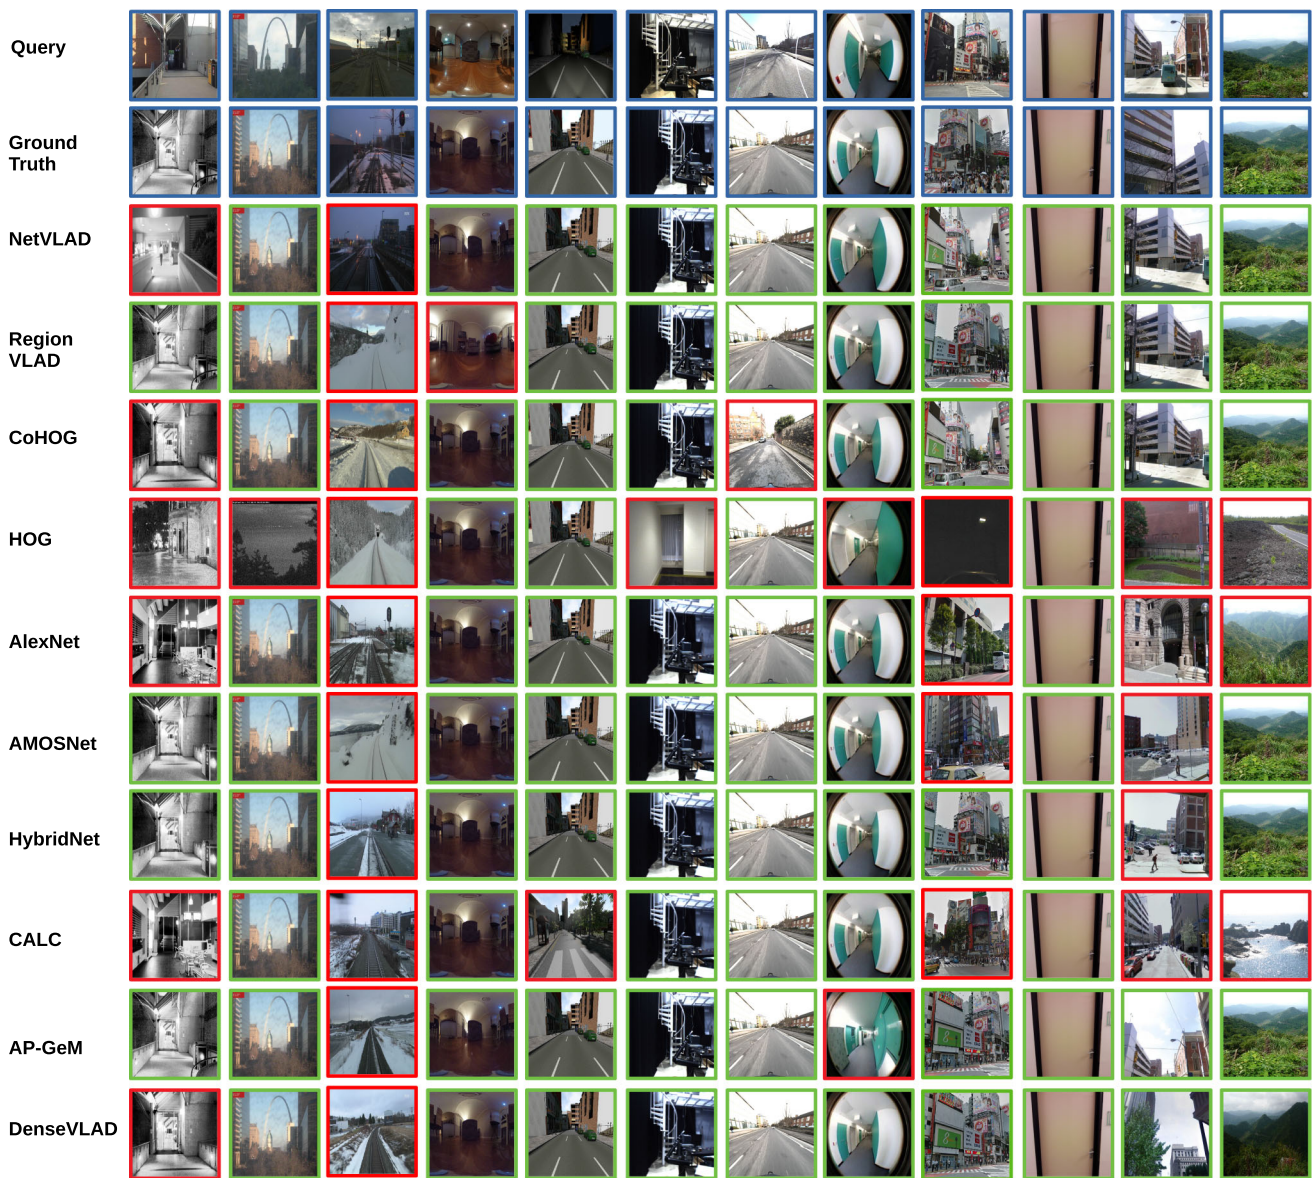 Query
Ground
Truth
NetVLAD
Region
VLAD
CoHOG
HOG
AlexNet
AMOSNet
HybridNet
CALC
AP-GeM
DenseVLAD